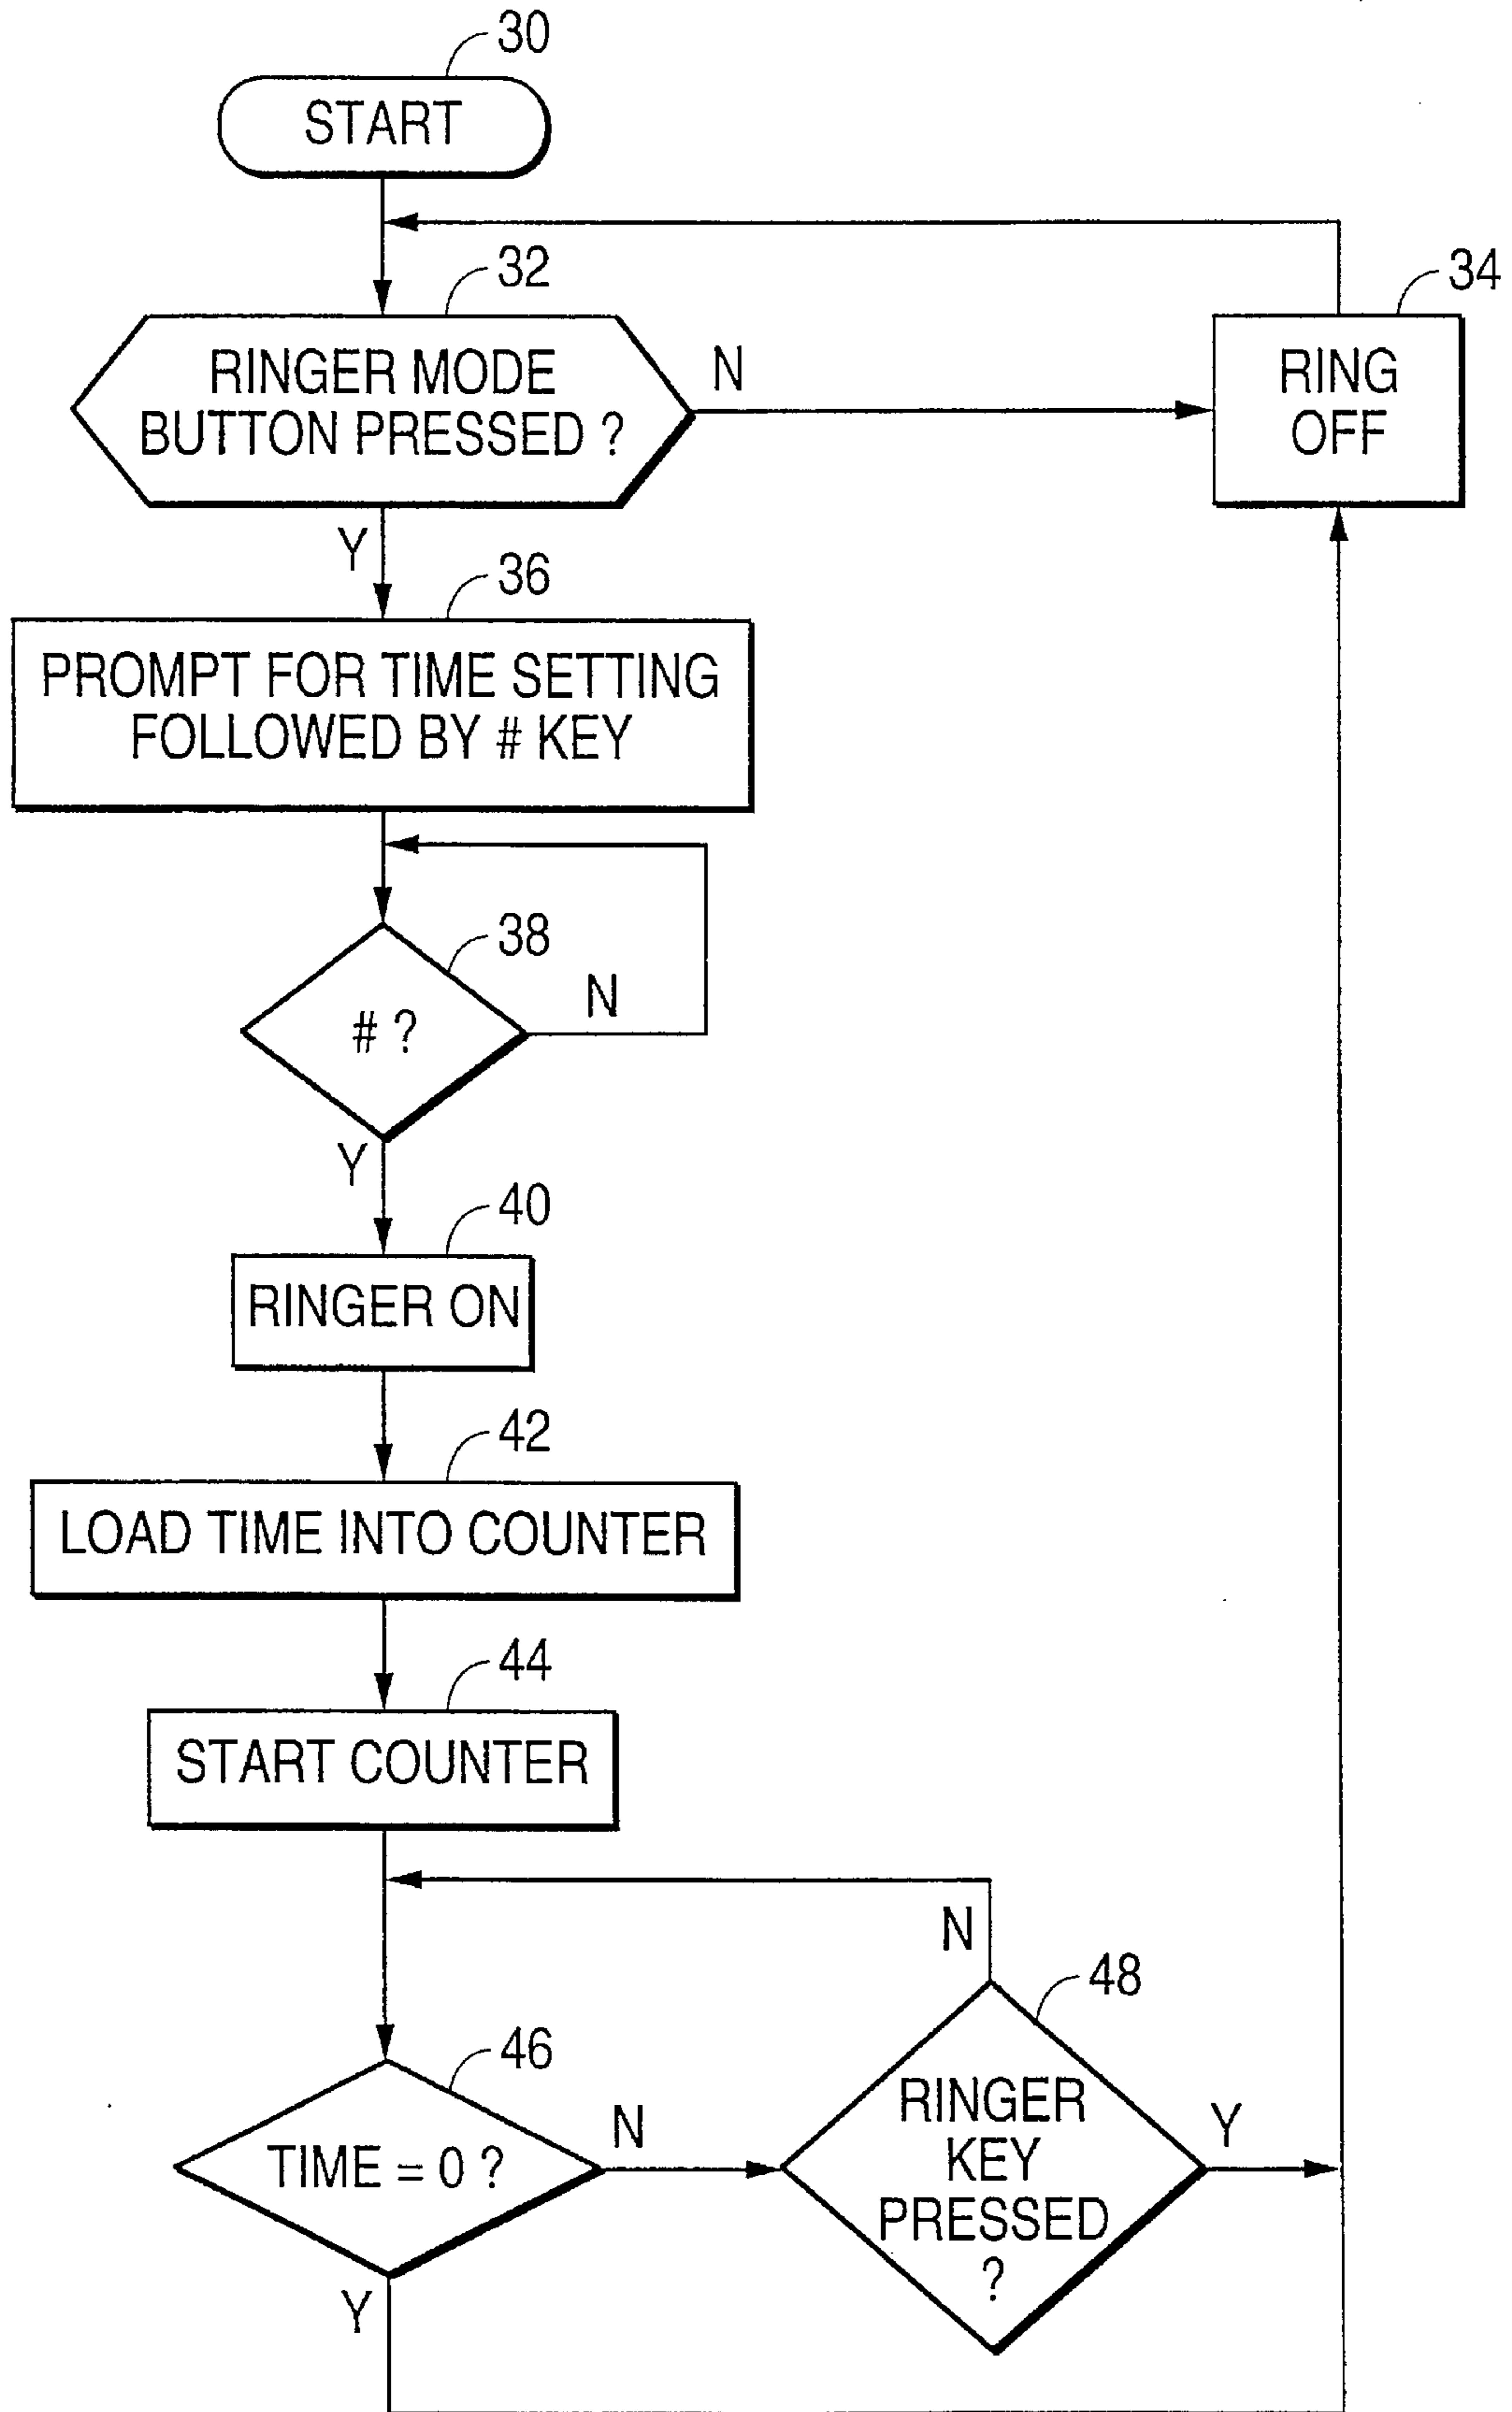 30
START
32
34
RINGER MODE
BUTTON PRESSED ?
N
RING
OFF
Y
36
PROMPT FOR TIME SETTING
FOLLOWED BY # KEY
38
# ?
N
Y
40
RINGER ON
42
LOAD TIME INTO COUNTER
44
START COUNTER
N
48
46
TIME = 0 ?
N
RINGER
KEY
PRESSED
?
Y
Y